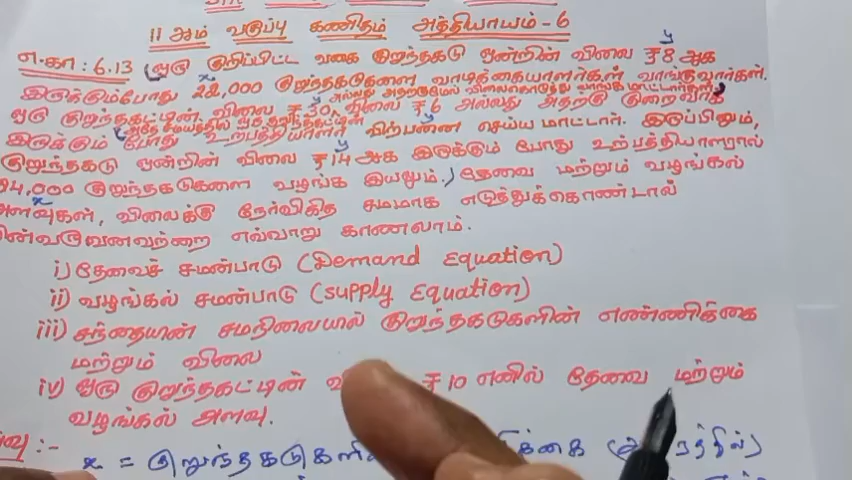 11 ஆம் வகுப்பு கணிதம் அத்தியாயம் - 6
எ.கா : 6.13 ஒரு குறிப்பிட்ட வகை குறுந்தகடு ஒன்றின் விலை ₹8 ஆக
இருக்கும்போது 22,000 குறுந்தகடுகளை வாடிக்கையாளர்கள் வாங்குவார்கள்.
ஒரு குறுந்தகட்டின் விலை ₹30, விலை ₹6 அல்லது அதற்கு குறைவாக
இருக்கும் போது உற்பத்தியாளர் விற்பனை செய்ய மாட்டார். இருப்பினும்,
குறுந்தகடு ஒன்றின் விலை ₹14 ஆக இருக்கும் போது உற்பத்தியாளரால்
24,000 குறுந்தகடுகளை வழங்க இயலும். தேவை மற்றும் வழங்கல்
அளவுகள், விலைக்கு நேர்விகித சமமாக எடுத்துக்கொண்டால்
பின்வருவனவற்றை எவ்வாறு காணலாம்.
i) தேவைச் சமன்பாடு (Demand Equation)
ii) வழங்கல் சமன்பாடு (supply Equation)
iii) சந்தையின் சமநிலையில் குறுந்தகடுகளின் எண்ணிக்கை
மற்றும் விலை
iv) ஒரு குறுந்தகட்டின் ₹10 எனில் தேவை மற்றும்
வழங்கல் அளவு.
x = குறுந்தகடுகளி